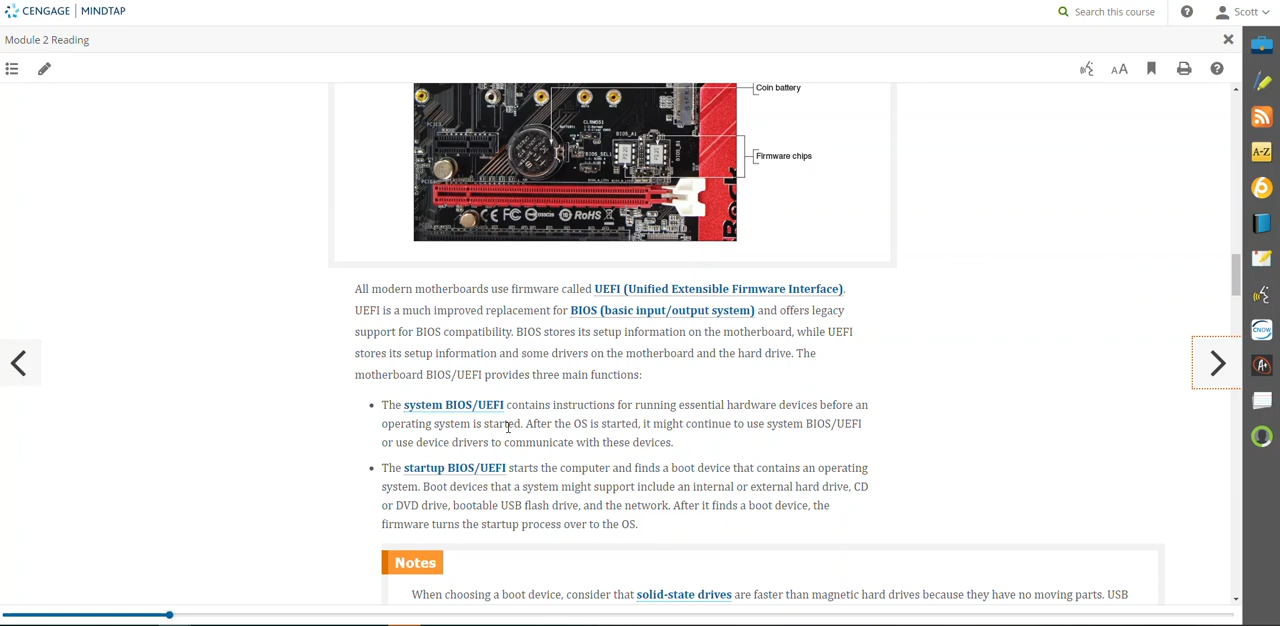 CENGAGE | MINDTAP
Search this course
Scott
Module 2 Reading
AA
Coin battery
Firmware chips
CLRMOS1
BIOS_A1
BIOS_SEL1
BIOS_B1
FC
RoHS
All modern motherboards use firmware called UEFI (Unified Extensible Firmware Interface).
UEFI is a much improved replacement for BIOS (basic input/output system) and offers legacy
support for BIOS compatibility. BIOS stores its setup information on the motherboard, while UEFI
stores its setup information and some drivers on the motherboard and the hard drive. The
motherboard BIOS/UEFI provides three main functions:
• The system BIOS/UEFI contains instructions for running essential hardware devices before an
operating system is started. After the OS is started, it might continue to use system BIOS/UEFI
or use device drivers to communicate with these devices.
• The startup BIOS/UEFI starts the computer and finds a boot device that contains an operating
system. Boot devices that a system might support include an internal or external hard drive, CD
or DVD drive, bootable USB flash drive, and the network. After it finds a boot device, the
firmware turns the startup process over to the OS.
Notes
When choosing a boot device, consider that solid-state drives are faster than magnetic hard drives because they have no moving parts. USB
A-Z
CNOW
A+